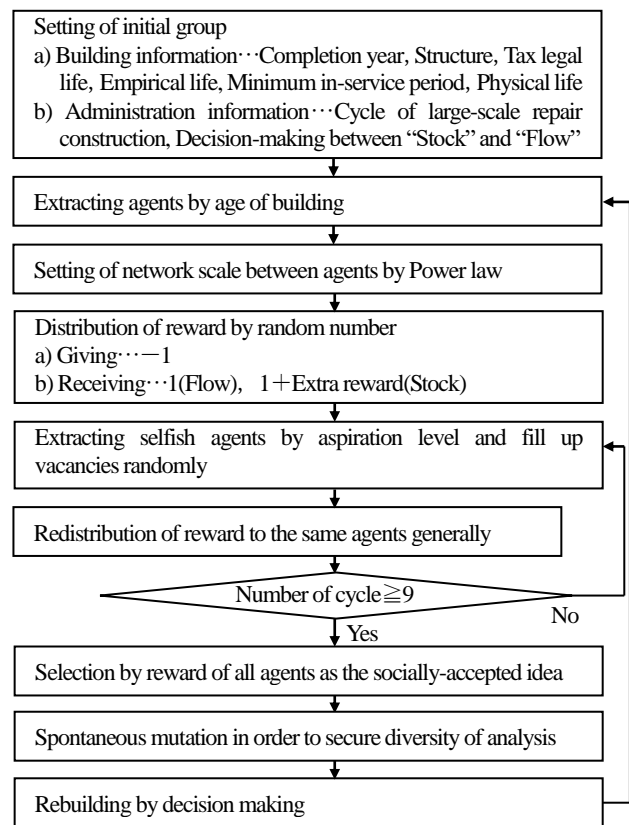 Setting of initial group
a) Building information⋯Completion year, Structure, Tax legal
life, Empirical life, Minimum in-service period, Physical life
b) Administration information⋯Cycle of large-scale repair
construction, Decision-making between “Stock” and “Flow”
Extracting agents by age of building
Setting of network scale between agents by Power law
Distribution of reward by random number
a) Giving⋯－1
b) Receiving⋯1(Flow), 1＋Extra reward(Stock)
Extracting selfish agents by aspiration level and fill up
vacancies randomly
Redistribution of reward to the same agents generally
Number of cycle≧9
No
Yes
Selection by reward of all agents as the socially-accepted idea
Spontaneous mutation in order to secure diversity of analysis
Rebuilding by decision making